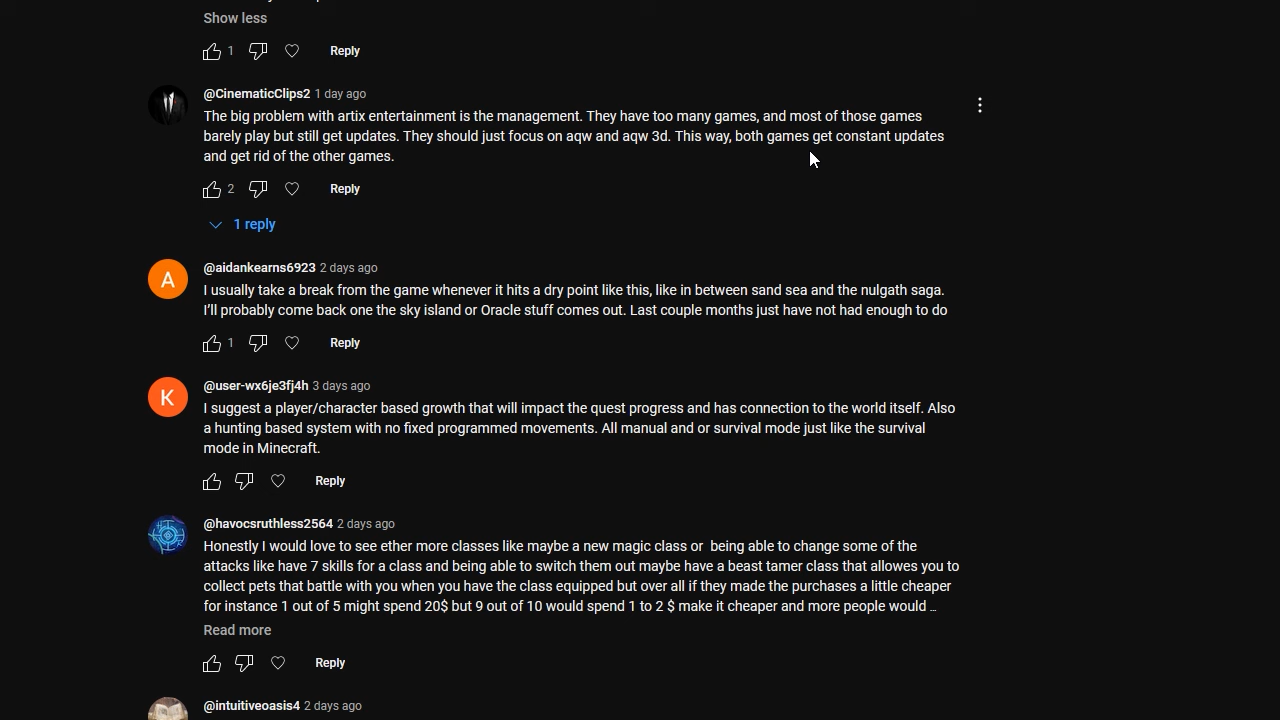 Show less
1 Reply
@CinematicClips2 1 day ago
The big problem with artix entertainment is the management. They have too many games, and most of those games
barely play but still get updates. They should just focus on aqw and aqw 3d. This way, both games get constant updates
and get rid of the other games.
2 Reply
1 reply
A
@aidankearns6923 2 days ago
I usually take a break from the game whenever it hits a dry point like this, like in between sand sea and the nulgath saga.
I'll probably come back one the sky island or Oracle stuff comes out. Last couple months just have not had enough to do
1 Reply
K
@user-wx6je3fj4h 3 days ago
I suggest a player/character based growth that will impact the quest progress and has connection to the world itself. Also
a hunting based system with no fixed programmed movements. All manual and or survival mode just like the survival
mode in Minecraft.
Reply
@havocsruthless2564 2 days ago
Honestly I would love to see ether more classes like maybe a new magic class or being able to change some of the
attacks like have 7 skills for a class and being able to switch them out maybe have a beast tamer class that allowes you to
collect pets that battle with you when you have the class equipped but over all if they made the purchases a little cheaper
for instance 1 out of 5 might spend 20$ but 9 out of 10 would spend 1 to 2 $ make it cheaper and more people would ...
Read more
Reply
@intuitiveoasis4 2 days ago